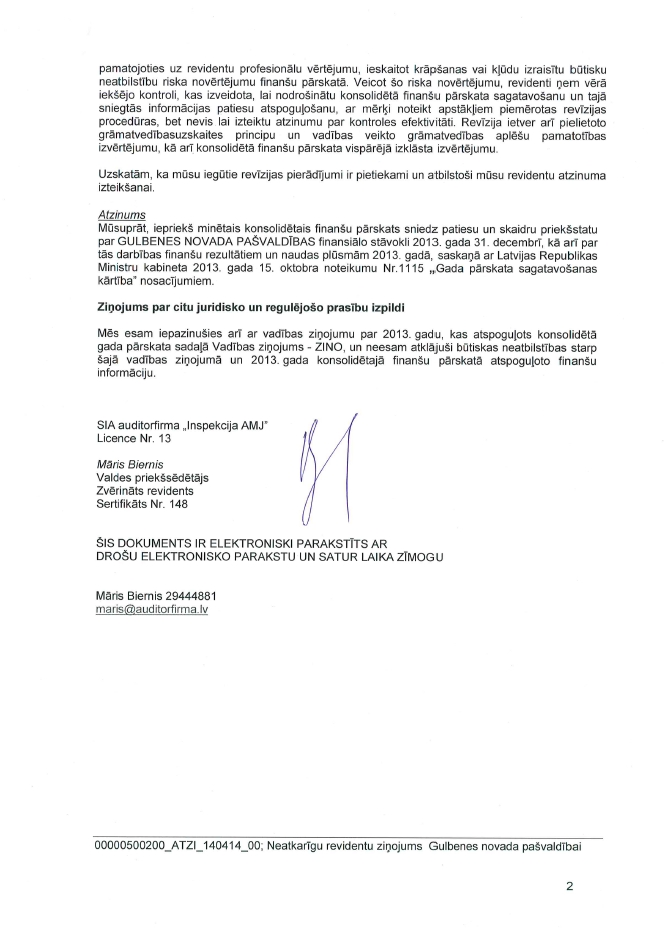 pamatojoties uz revidentu profesionālu vērtējumu, ieskaitot krāpšanas vai kļūdu izraisītu būtisku
neatbilstību riska novērtējumu finanšu pārskatā. Veicot šo riska novērtējumu, revidenti ņem vērā
iekšējo kontroli, kas izveidota, lai nodrošinātu konsolidētā finanšu pārskata sagatavošanu un tajā
sniegtās informācijas patiesu atspoguļošanu, ar mērķi noteikt apstākļiem piemērotas revīzijas
procedūras, bet nevis lai izteiktu atzinumu par kontroles efektivitāti. Revīzija ietver arī pielietoto
grāmatvedībasuzskaites principu un vadības veikto grāmatvedības aplēšu pamatotības
izvērtējumu, kā arī konsolidētā finanšu pārskata vispārējā izklāsta izvērtējumu.
Uzskatām, ka mūsu iegūtie revīzijas pierādījumi ir pietiekami un atbilstoši mūsu revidentu atzinuma
izteikšanai.
Atzinums
Mūsuprāt, iepriekš minētais konsolidētais finanšu pārskats sniedz patiesu un skaidru priekšstatu
par GULBENES NOVADA PAŠVALDĪBAS finansiālo stāvokli 2013. gada 31. decembrī, kā arī par
tās darbības finanšu rezultātiem un naudas plūsmām 2013. gadā, saskaņā ar Latvijas Republikas
Ministru kabineta 2013. gada 15. oktobra noteikumu Nr.1115 „Gada pārskata sagatavošanas
kārtība" nosacījumiem.
Ziņojums par citu juridisko un regulējošo prasību izpildi
Mēs esam iepazinušies arī ar vadības ziņojumu par 2013. gadu, kas atspoguļots konsolidētā
gada pārskata sadaļā Vadības ziņojums - ZINO, un neesam atklājuši būtiskas neatbilstības starp
šajā vadības ziņojumā un 2013. gada konsolidētajā finanšu pārskatā atspoguļoto finanšu
informāciju.
SIA auditorfirma „Inspekcija AMJ"
Licence Nr. 13
Māris Biernis
Valdes priekšsēdētājs
Zvērināts revidents
Sertifikāts Nr. 148
ŠIS DOKUMENTS IR ELEKTRONISKI PARAKSTĪTS AR
DROŠU ELEKTRONISKO PARAKSTU UN SATUR LAIKA ZĪMOGU
Māris Biernis 29444881
maris@auditorfirma.lv
00000500200_ATZI_140414_00; Neatkarīgu revidentu ziņojums Gulbenes novada pašvaldībai
2